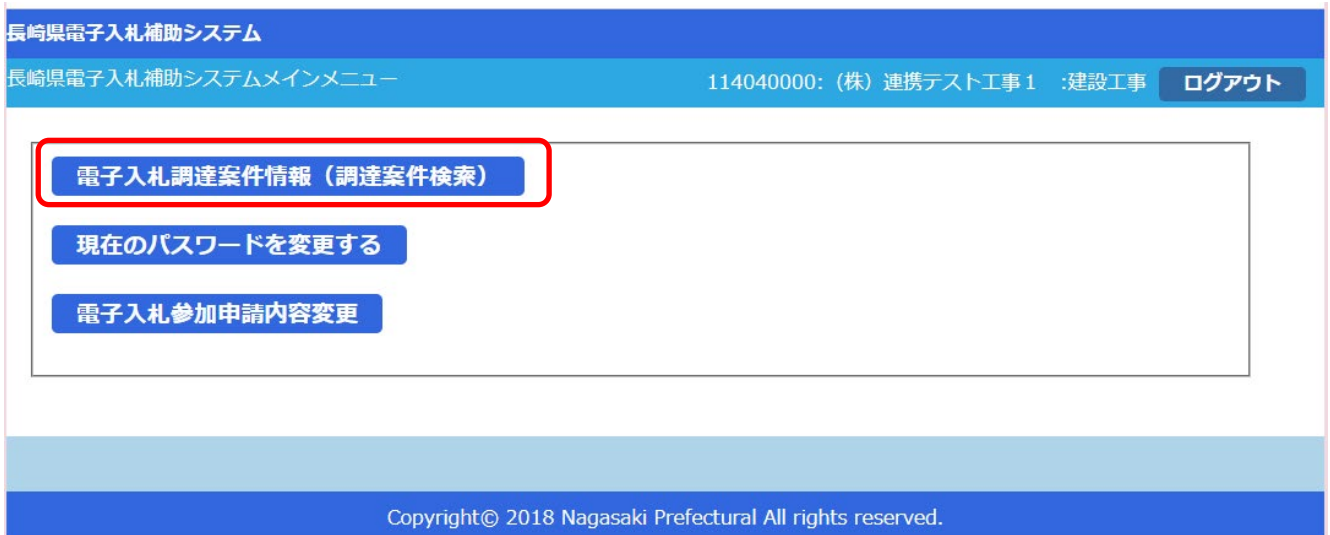 長崎県電子入札補助システム
長崎県電子入札補助システムメインメニュー 114040000:（株）連携テスト工事1 :建設工事 ログアウト
電子入札調達案件情報（調達案件検索）
現在のパスワードを変更する
電子入札参加申請内容変更
Copyright© 2018 Nagasaki Prefectural All rights reserved.